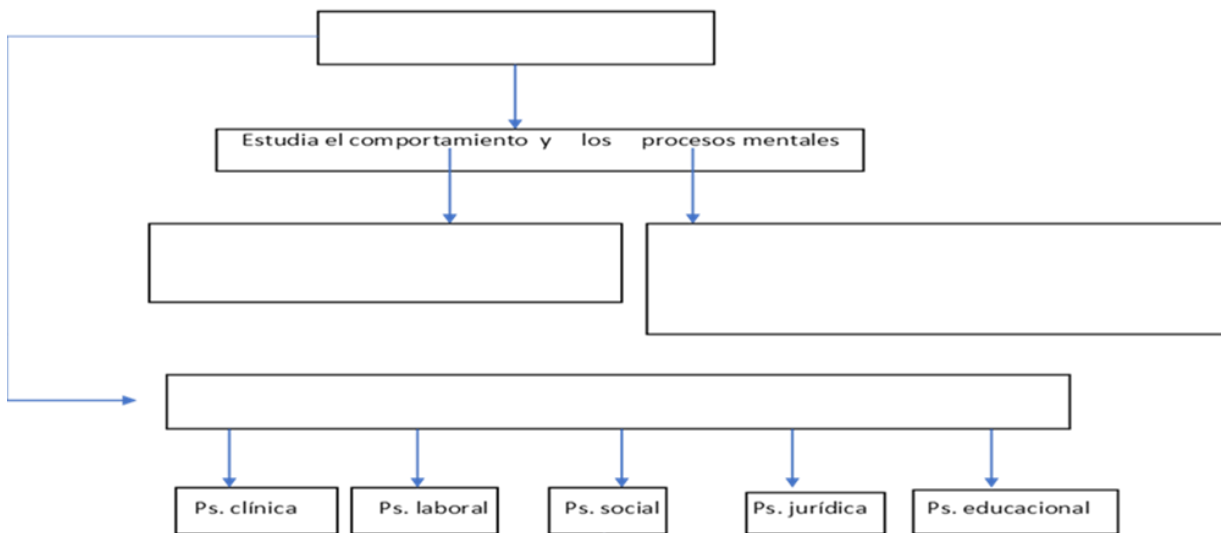 Estudia el comportamiento y los procesos mentales
Ps. clínica
Ps. laboral
Ps. social
Ps. jurídica
Ps. educacional